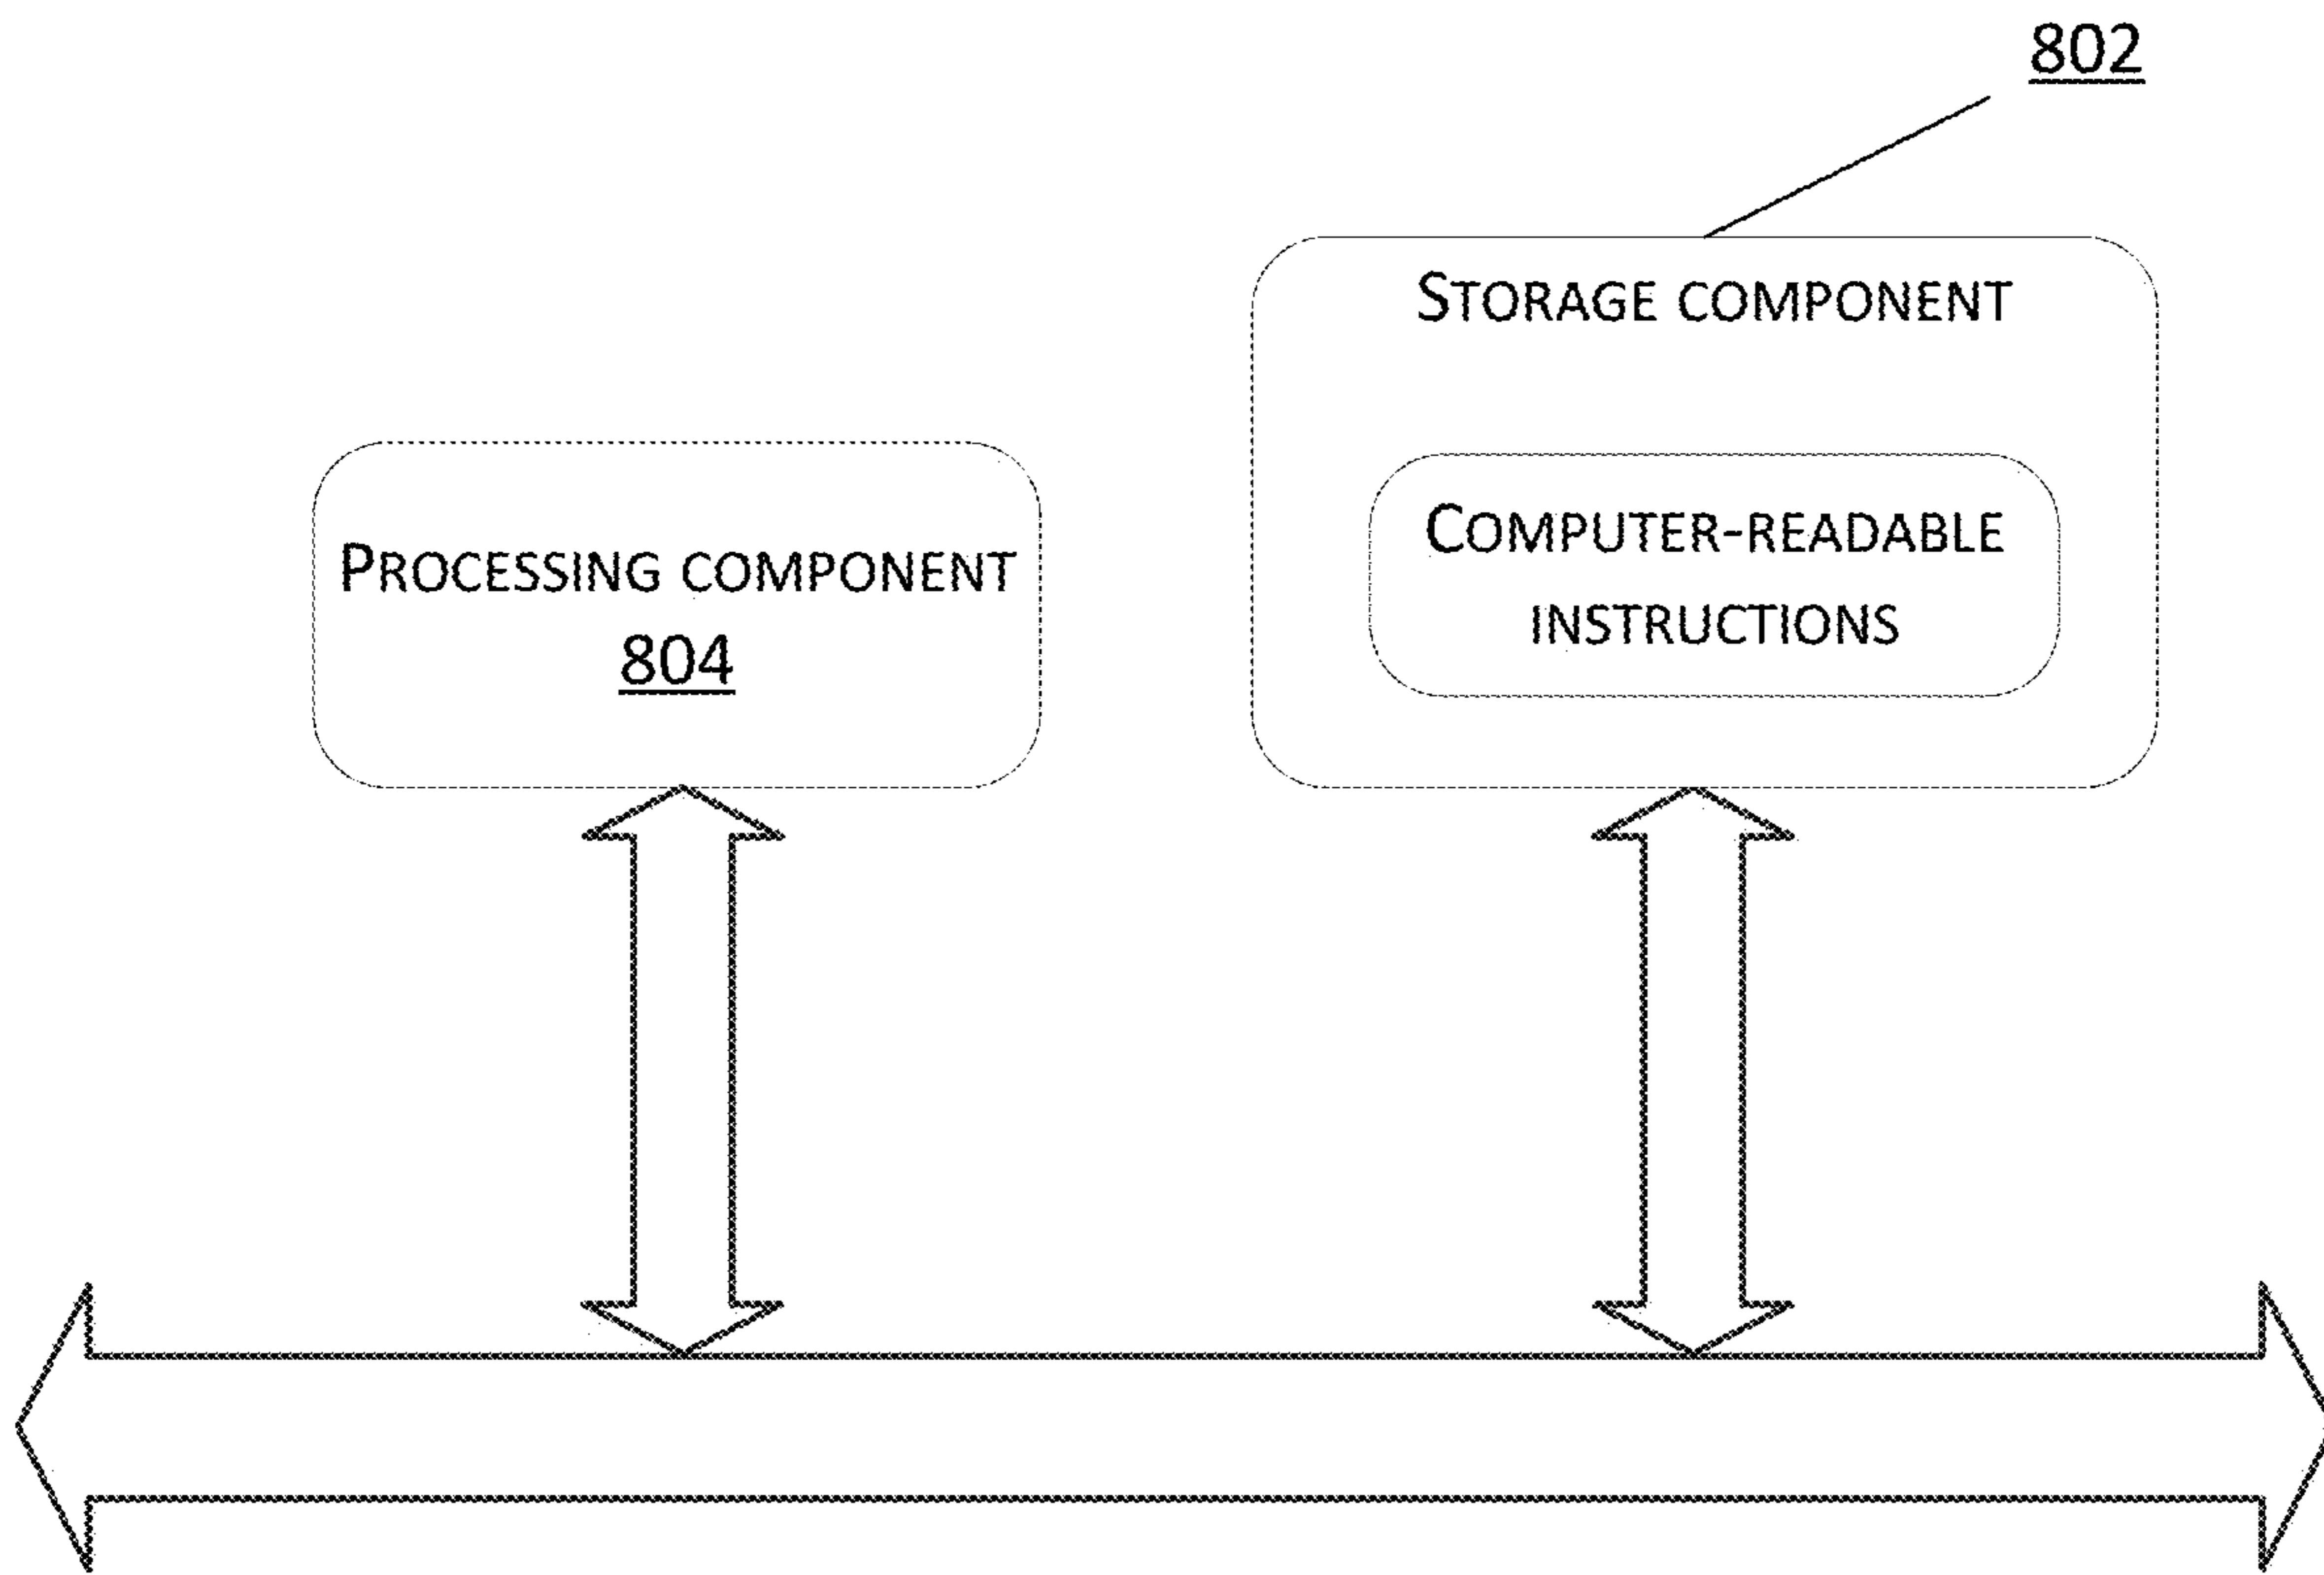 802
STORAGE COMPONENT
COMPUTER-READABLE
INSTRUCTIONS
PROCESSING COMPONENT
804